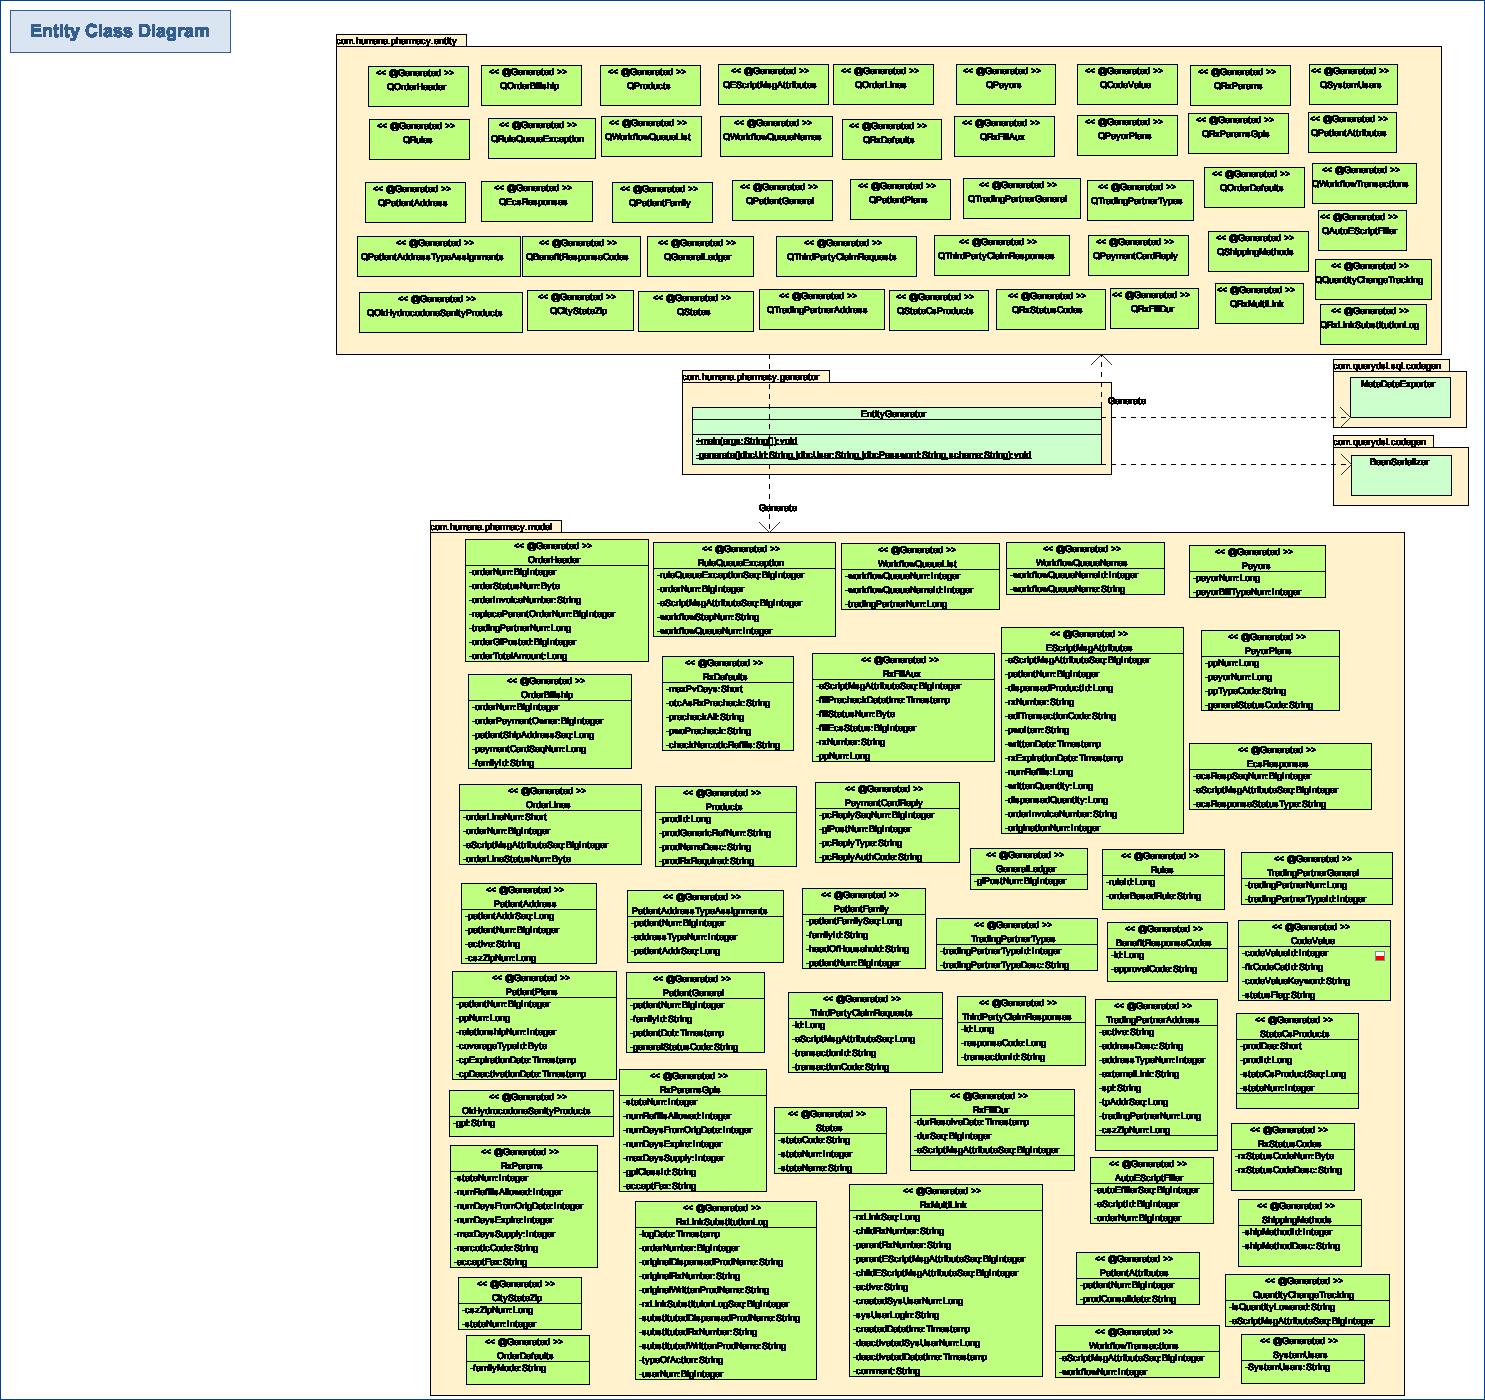 Entity Class Diagram
com.humana.pharmacy.entity
<< @Generated >>
QOrderHeader
<< @Generated >>
QOrderBillship
<< @Generated >>
QProducts
<< @Generated >>
QEScriptMsgAttributes
<< @Generated >>
QOrderLines
<< @Generated >>
QPayors
<< @Generated >>
QCodeValue
<< @Generated >>
QRxParams
<< @Generated >>
QSystemUsers
<< @Generated >>
QRules
<< @Generated >>
QRuleQueueException
<< @Generated >>
QWorkflowQueueList
<< @Generated >>
QWorkflowQueueNames
<< @Generated >>
QRxDefaults
<< @Generated >>
QRxFillAux
<< @Generated >>
QPayorPlans
<< @Generated >>
QRxParamsGpis
<< @Generated >>
QPatientAttributes
<< @Generated >>
QPatientAddress
<< @Generated >>
QEcsResponses
<< @Generated >>
QPatientFamily
<< @Generated >>
QPatientGeneral
<< @Generated >>
QPatientPlans
<< @Generated >>
QTradingPartnerGeneral
<< @Generated >>
QTradingPartnerTypes
<< @Generated >>
QOrderDefaults
<< @Generated >>
QWorkflowTransactions
<< @Generated >>
QPatientAddressTypeAssignments
<< @Generated >>
QBenefitResponseCodes
<< @Generated >>
QGeneralLedger
<< @Generated >>
QThirdPartyClaimRequests
<< @Generated >>
QThirdPartyClaimResponses
<< @Generated >>
QPaymentCardReply
<< @Generated >>
QShippingMethods
<< @Generated >>
QAutoEScriptFiller
<< @Generated >>
QQuantityChangeTracking
<< @Generated >>
QOldHydrocodoneSanityProducts
<< @Generated >>
QCityStateZip
<< @Generated >>
QStates
<< @Generated >>
QTradingPartnerAddress
<< @Generated >>
QStateCsProducts
<< @Generated >>
QRxStatusCodes
<< @Generated >>
QRxFillDur
<< @Generated >>
QRxMultiLink
<< @Generated >>
QRxLinkSubstitutionLog
com.humana.pharmacy.generator
EntityGenerator
+main(args: String[]): void
-generate(jdbcUrl: String, jdbcUser: String, jdbcPassword: String, schema: String): void
Generate
com.querydsl.sql.codegen
MetaDataExporter
com.querydsl.codegen
BeanSerializer
Generate
com.humana.pharmacy.model
<< @Generated >>
OrderHeader
-orderNum: BigInteger
-orderStatusNum: Byte
-orderInvoiceNumber: String
-replaceParentOrderNum: BigInteger
-tradingPartnerNum: Long
-orderGlPosted: BigInteger
-orderTotalAmount: Long
<< @Generated >>
RuleQueueException
-ruleQueueExceptionSeq: BigInteger
-orderNum: BigInteger
-eScriptMsgAttributeSeq: BigInteger
-workflowStepNum: String
-workflowQueueNum: Integer
<< @Generated >>
WorkflowQueueList
-workflowQueueNum: Integer
-workflowQueueNameId: Integer
-tradingPartnerNum: Long
<< @Generated >>
WorkflowQueueNames
-workflowQueueNameId: Integer
-workflowQueueName: String
<< @Generated >>
Payors
-payorNum: Long
-payorBillTypeNum: Integer
<< @Generated >>
OrderBillship
-orderNum: BigInteger
-orderPaymentOwner: BigInteger
-patientShipAddressSeq: Long
-paymentCardSeqNum: Long
-familyId: String
<< @Generated >>
RxDefaults
-maxPvDays: Short
-otcAsRxPrecheck: String
-precheckAll: String
-pwoPrecheck: String
-checkNarcoticRefills: String
<< @Generated >>
RxFillAux
-eScriptMsgAttributeSeq: BigInteger
-fillPrecheckDatetime: Timestamp
-fillStatusNum: Byte
-fillEcsStatus: BigInteger
-rxNumber: String
-ppNum: Long
<< @Generated >>
EScriptMsgAttributes
-eScriptMsgAttributeSeq: BigInteger
-patientNum: BigInteger
-dispensedProductId: Long
-rxNumber: String
-ediTransactionCode: String
-pwoItem: String
-writtenDate: Timestamp
-rxExpirationDate: Timestamp
-numRefills: Long
-writtenQuantity: Long
-dispensedQuantity: Long
-orderInvoiceNumber: String
-originationNum: Integer
<< @Generated >>
PayorPlans
-ppNum: Long
-payorNum: Long
-ppTypeCode: String
-generalStatusCode: String
<< @Generated >>
EcsResponses
-ecsRespSeqNum: BigInteger
-eScriptMsgAttributeSeq: BigInteger
-ecsResponseStatusType: String
<< @Generated >>
OrderLines
-orderLineNum: Short
-orderNum: BigInteger
-eScriptMsgAttributeSeq: BigInteger
-orderLineStatusNum: Byte
<< @Generated >>
Products
-prodId: Long
-prodGenericRefNum: String
-prodNameDesc: String
-prodRxRequired: String
<< @Generated >>
PaymentCardReply
-pcReplySeqNum: BigInteger
-glPostNum: BigInteger
-pcReplyType: String
-pcReplyAuthCode: String
<< @Generated >>
GeneralLedger
-glPostNum: BigInteger
<< @Generated >>
Rules
-ruleId: Long
-orderBasedRule: String
<< @Generated >>
TradingPartnerGeneral
-tradingPartnerNum: Long
-tradingPartnerTypeId: Integer
<< @Generated >>
PatientAddress
-patientAddrSeq: Long
-patientNum: BigInteger
-active: String
-cszZipNum: Long
<< @Generated >>
PatientAddressTypeAssignments
-patientNum: BigInteger
-addressTypeNum: Integer
-patientAddrSeq: Long
<< @Generated >>
PatientFamily
-patientFamilySeq: Long
-familyId: String
-headOfHousehold: String
-patientNum: BigInteger
<< @Generated >>
TradingPartnerTypes
-tradingPartnerTypeId: Integer
-tradingPartnerTypeDesc: String
<< @Generated >>
BenefitResponseCodes
-id: Long
-approvalCode: String
<< @Generated >>
CodeValue
-codeValueId: Integer
-fkCodeCatId: String
-codeValueKeyword: String
-statusFlag: String
<< @Generated >>
PatientPlans
-patientNum: BigInteger
-ppNum: Long
-relationshipNum: Integer
-coverageTypeId: Byte
-cpExpirationDate: Timestamp
-cpDeactivationDate: Timestamp
<< @Generated >>
PatientGeneral
-patientNum: BigInteger
-familyId: String
-patientDob: Timestamp
-generalStatusCode: String
<< @Generated >>
ThirdPartyClaimRequests
-id: Long
-eScriptMsgAttributeSeq: Long
-transactionId: String
-transactionCode: String
<< @Generated >>
ThirdPartyClaimResponses
-id: Long
-responseCode: Long
-transactionId: String
<< @Generated >>
TradingPartnerAddress
-active: String
-addressDesc: String
-addressTypeNum: Integer
-externalLink: String
-spi: String
-tpAddrSeq: Long
-tradingPartnerNum: Long
-cszZipNum: Long
<< @Generated >>
StateCsProducts
-prodDea: Short
-prodId: Long
-stateCsProductSeq: Long
-stateNum: Integer
<< @Generated >>
OldHydrocodoneSanityProducts
-gpi: String
<< @Generated >>
RxParamsGpis
-stateNum: Integer
-numRefillsAllowed: Integer
-numDaysFromOrigDate: Integer
-numDaysExpire: Integer
-maxDaysSupply: Integer
-gpiClassId: String
-acceptFax: String
<< @Generated >>
States
-stateCode: String
-stateNum: Integer
-stateName: String
<< @Generated >>
RxFillDur
-durResolveDate: Timestamp
-durSeq: BigInteger
-eScriptMsgAttributeSeq: BigInteger
<< @Generated >>
RxStatusCodes
-rxStatusCodeNum: Byte
-rxStatusCodeDesc: String
<< @Generated >>
RxParams
-stateNum: Integer
-numRefillsAllowed: Integer
-numDaysFromOrigDate: Integer
-numDaysExpire: Integer
-maxDaysSupply: Integer
-narcoticCode: String
-acceptFax: String
<< @Generated >>
AutoEScriptFiller
-autoEfillerSeq: BigInteger
-eScriptId: BigInteger
-orderNum: BigInteger
<< @Generated >>
RxLinkSubstitutionLog
-logDate: Timestamp
-orderNumber: BigInteger
-originalDispensedProdName: String
-originalRxNumber: String
-originalWrittenProdName: String
-rxLinkSubstitutionLogSeq: BigInteger
-substitutedDispensedProdName: String
-substitutedRxNumber: String
-substitutedWrittenProdName: String
-typeOfAction: String
-userNum: BigInteger
<< @Generated >>
RxMultiLink
-rxLinkSeq: Long
-childRxNumber: String
-parentRxNumber: String
-parentEScriptMsgAttributeSeq: BigInteger
-childEScriptMsgAttributeSeq: BigInteger
-active: String
-createdSysUserNum: Long
-sysUserLogin: String
-createdDatetime: Timestamp
-deactivatedSysUserNum: Long
-deactivatedDatetime: Timestamp
-comment: String
<< @Generated >>
ShippingMethods
-shipMethodId: Integer
-shipMethodDesc: String
<< @Generated >>
PatientAttributes
-patientNum: BigInteger
-prodConsolidate: String
<< @Generated >>
CityStateZip
-cszZipNum: Long
-stateNum: Integer
<< @Generated >>
QuantityChangeTracking
-isQuantityLowered: String
-eScriptMsgAttributeSeq: BigInteger
<< @Generated >>
OrderDefaults
-familyMode: String
<< @Generated >>
WorkflowTransactions
-eScriptMsgAttributeSeq: BigInteger
-workflowNum: Integer
<< @Generated >>
SystemUsers
-SystemUsers: String